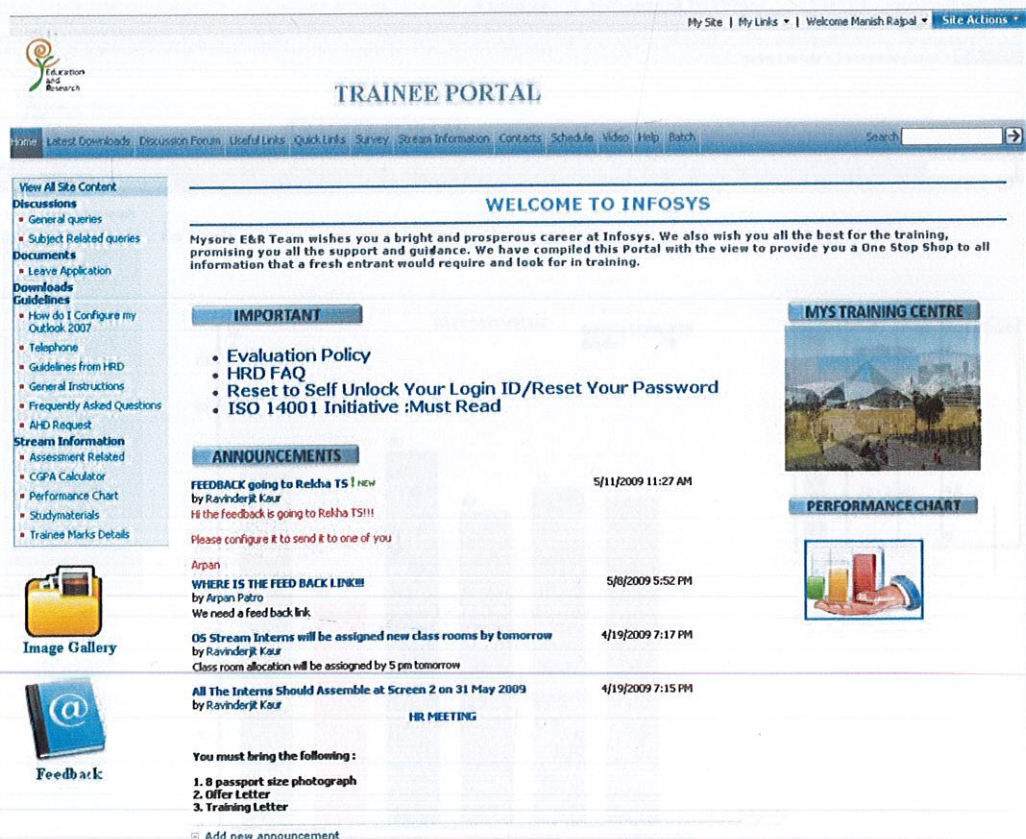 My Site | My Links | Welcome Manish Rajpal Site Actions
Education
and
Research
TRAINEE PORTAL
Home Latest Downloads Discussion Forum Useful Links Quick Links Survey Stream Information Contacts Schedule Video Help Batch Search
View All Site Content
Discussions
General queries
Subject Related queries
Documents
Leave Application
Downloads
Guidelines
How do I Configure my
Outlook 2007
Telephone
Guidelines from HRD
General Instructions
Frequently Asked Questions
AHD Request
Stream Information
Assessment Related
CGPA Calculator
Performance Chart
Studymaterials
Trainee Marks Details
Image Gallery
Feedback
WELCOME TO INFOSYS
Mysore E&R Team wishes you a bright and prosperous career at Infosys. We also wish you all the best for the training,
promising you all the support and guidance. We have compiled this Portal with the view to provide you a One Stop Shop to all
information that a fresh entrant would require and look for in training.
IMPORTANT
• Evaluation Policy
• HRD FAQ
• Reset to Self Unlock Your Login ID/Reset Your Password
• ISO 14001 Initiative :Must Read
ANNOUNCEMENTS
FEEDBACK going to Rekha TS ! NEW 5/11/2009 11:27 AM
by Ravinderjit Kaur
Hi the feedback is going to Rekha TS!!!
Please configure it to send it to one of you
Arpan
WHERE IS THE FEED BACK LINK!!! 5/8/2009 5:52 PM
by Arpan Patro
We need a feed back link
OS Stream Interns will be assigned new class rooms by tomorrow 4/19/2009 7:17 PM
by Ravinderjit Kaur
Class room allocation will be assiogned by 5 pm tomorrow
All The Interns Should Assemble at Screen 2 on 31 May 2009 4/19/2009 7:15 PM
by Ravinderjit Kaur
HR MEETING
You must bring the following :
1. 8 passport size photograph
2. Offer Letter
3. Training Letter
Add new announcement
MYS TRAINING CENTRE
PERFORMANCE CHART